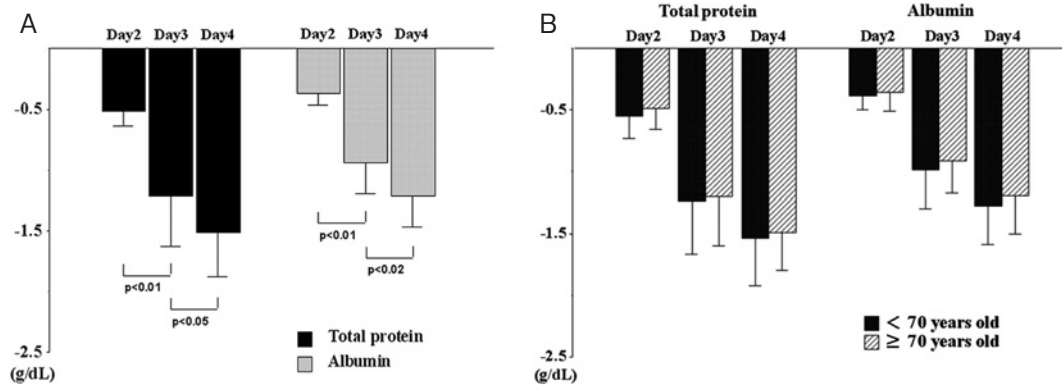 A
Day2 Day3 Day4 Day2 Day3 Day4
-0.5
-1.5
-2.5
(g/dL)
p<0.01
p<0.05
p<0.01
p<0.02
Total protein
Albumin
B
Total protein Albumin
Day2 Day3 Day4 Day2 Day3 Day4
-0.5
-1.5
-2.5
(g/dL)
< 70 years old
≥ 70 years old